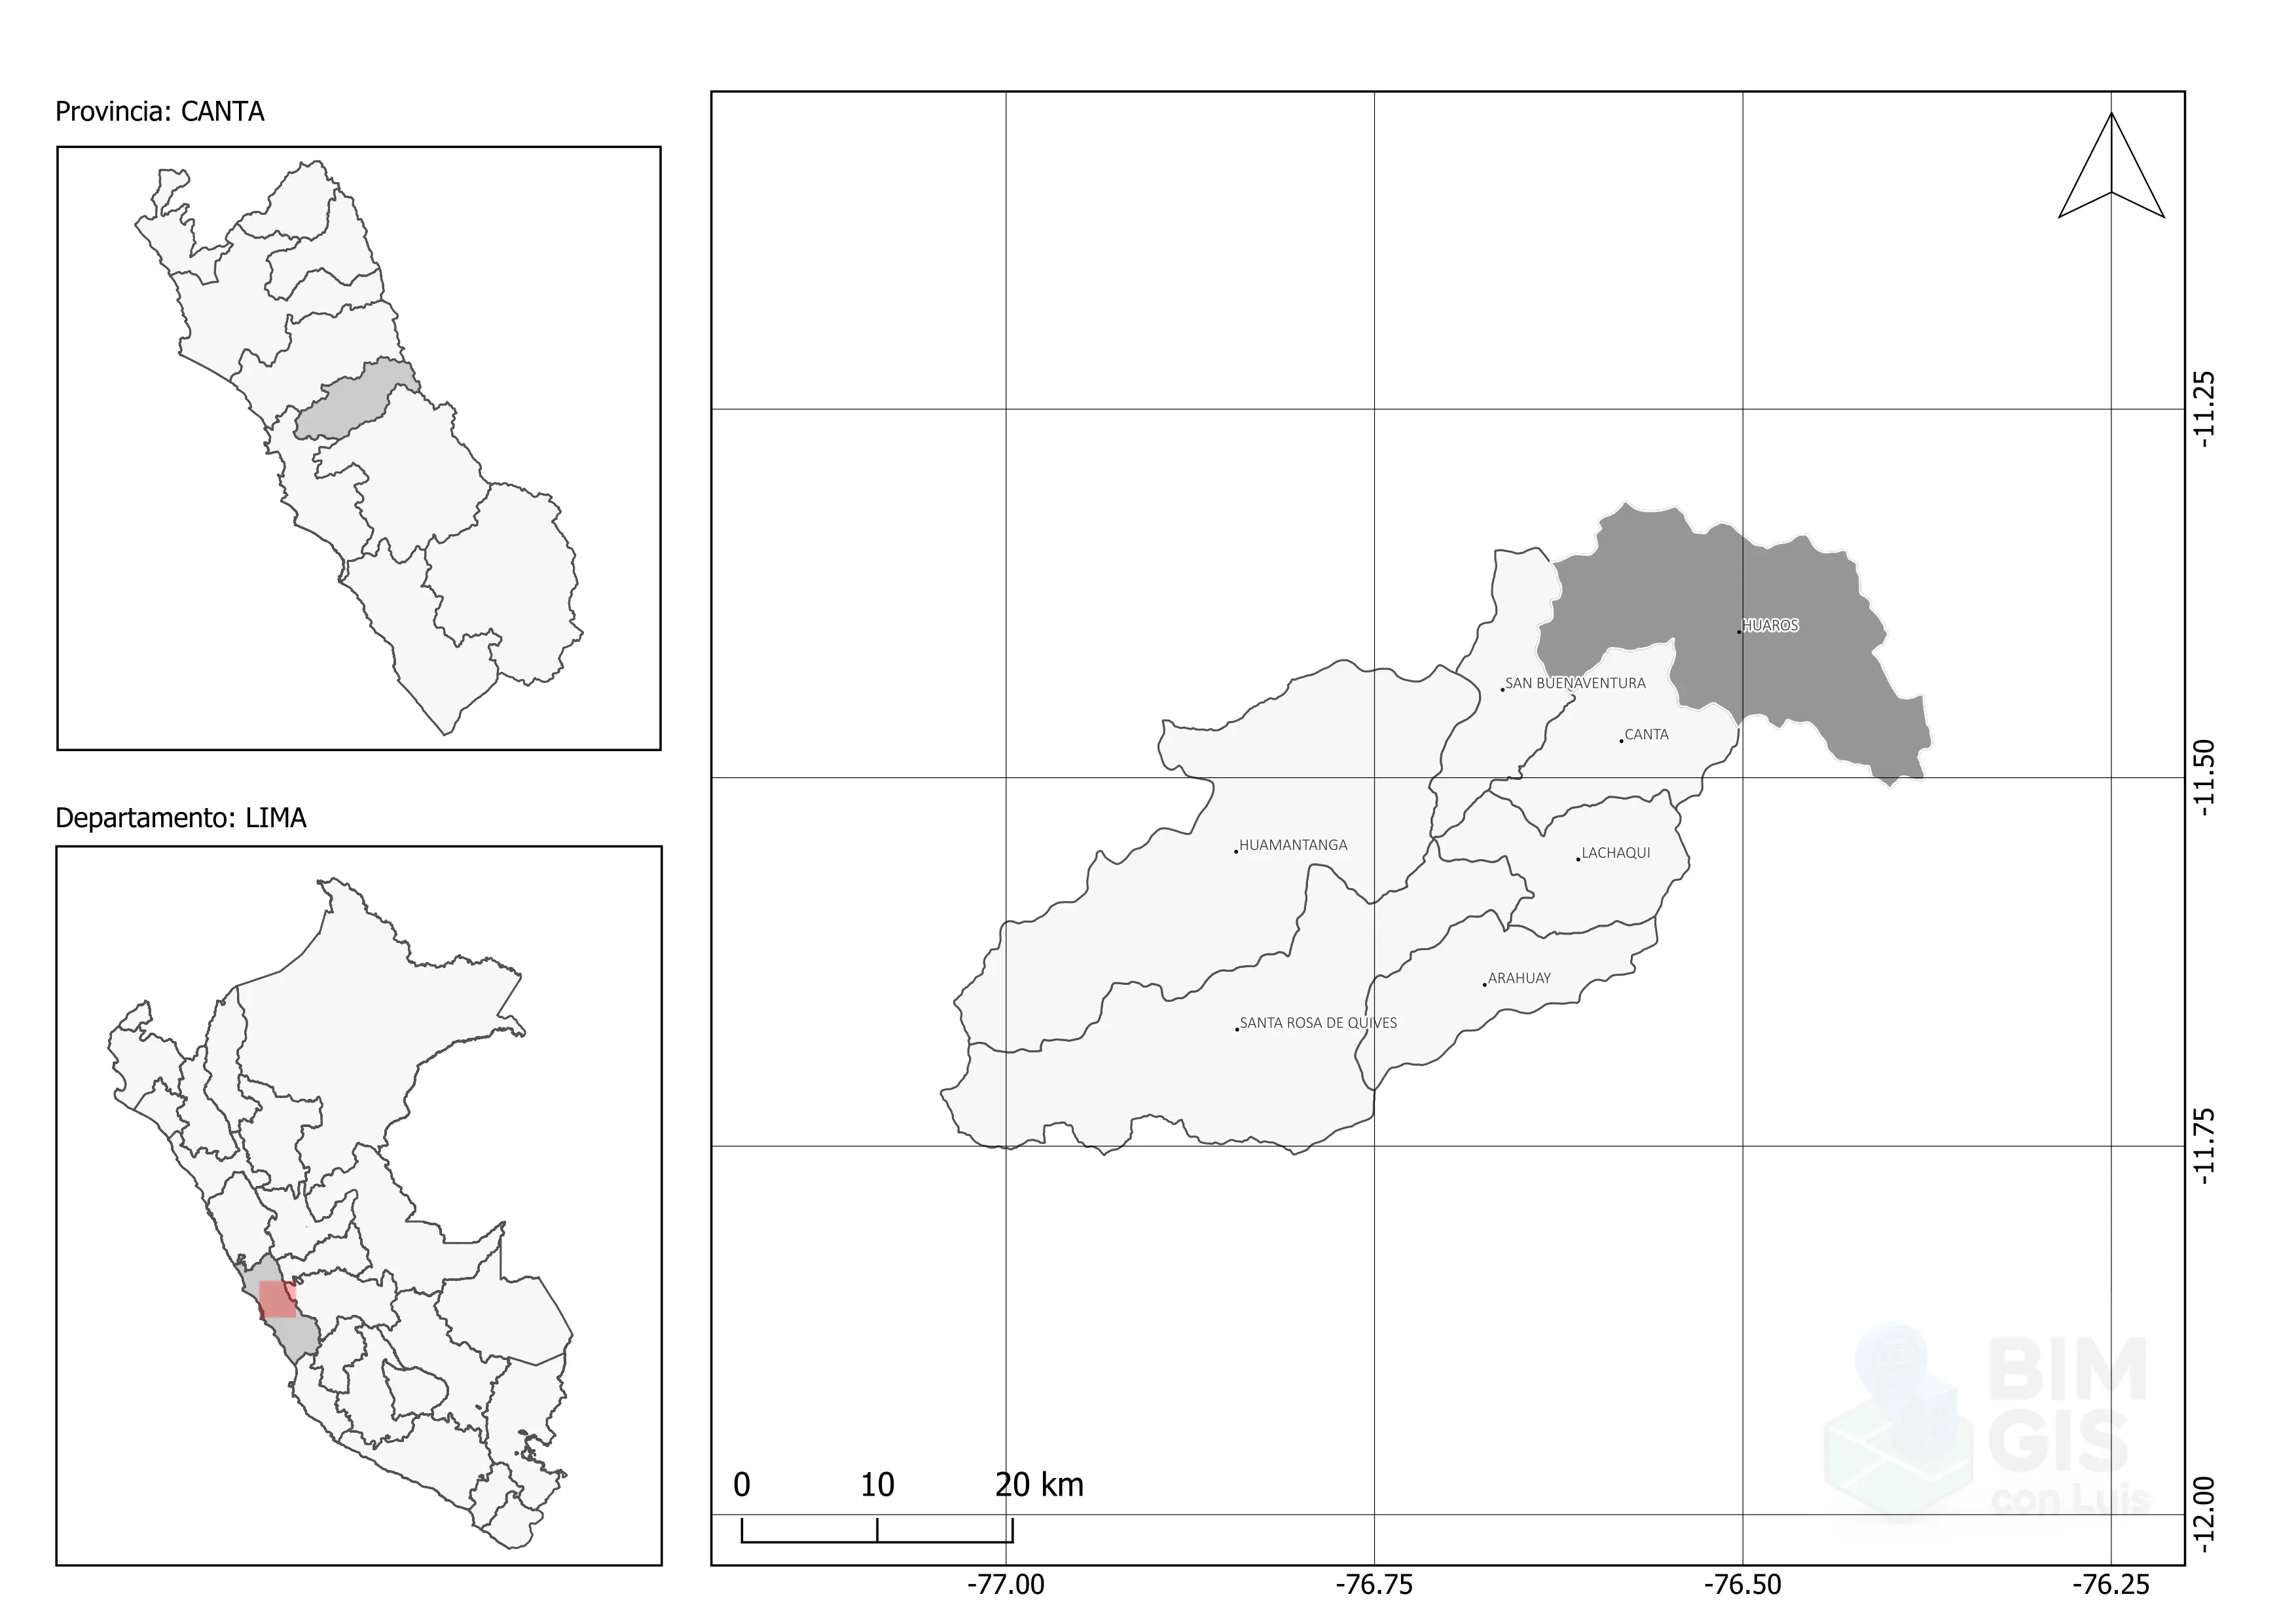 Provincia: CANTA
Departamento: LIMA
HUAROS
SAN BUENAVENTURA
CANTA
HUAMANTANGA
LACHAQUI
ARAHUAY
SANTA ROSA DE QUIVES
-11.25
-11.50
-11.75
-12.00
0 10 20 km
-77.00 -76.75 -76.50 -76.25
BIM
GIS
con Luis